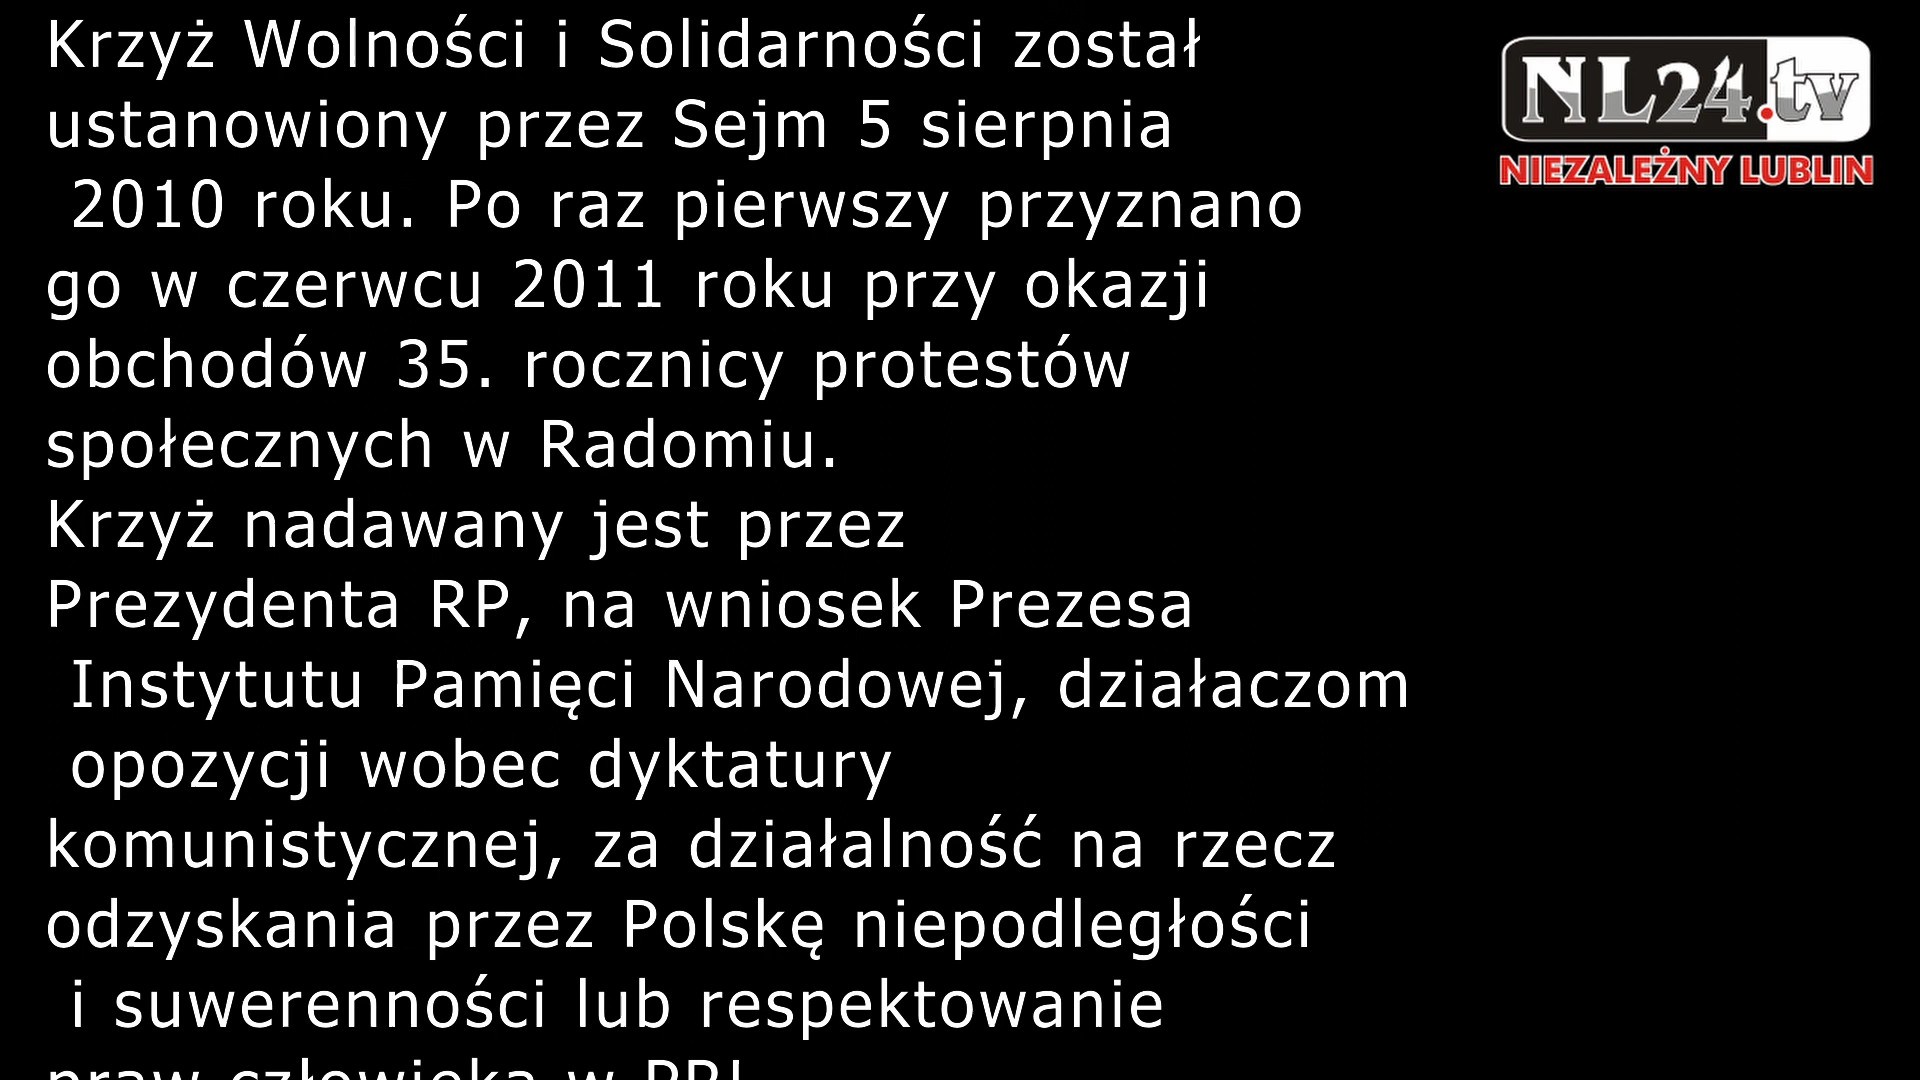 Krzyż Wolności i Solidarności został
ustanowiony przez Sejm 5 sierpnia
2010 roku. Po raz pierwszy przyznano
go w czerwcu 2011 roku przy okazji
obchodów 35. rocznicy protestów
społecznych w Radomiu.
Krzyż nadawany jest przez
Prezydenta RP, na wniosek Prezesa
Instytutu Pamięci Narodowej, działaczom
opozycji wobec dyktatury
komunistycznej, za działalność na rzecz
odzyskania przez Polskę niepodległości
i suwerenności lub respektowanie
praw człowieka w PRL
NL24.tv
NIEZALEŻNY LUBLIN